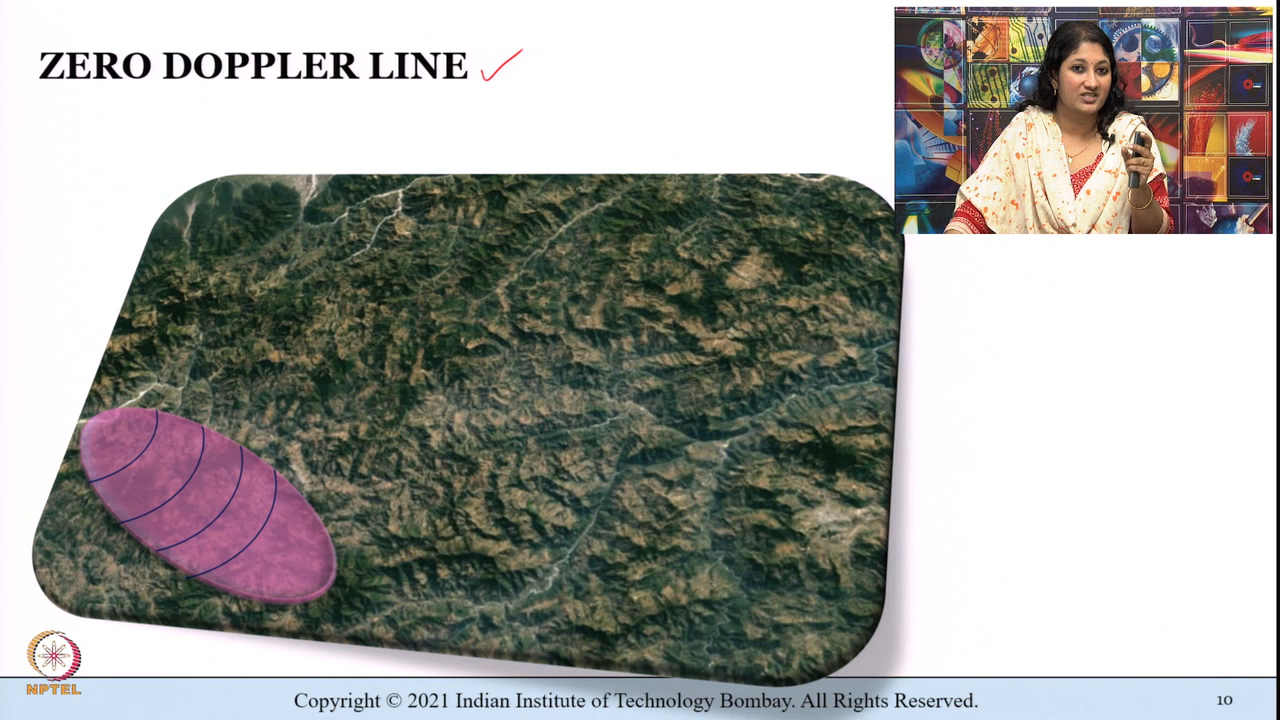 ZERO DOPPLER LINE
NPTEL
Copyright © 2021 Indian Institute of Technology Bombay. All Rights Reserved.
10